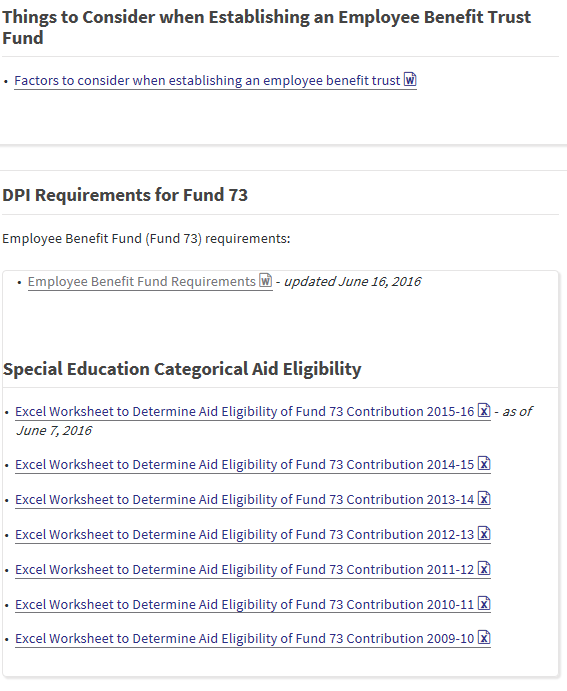 Things to Consider when Establishing an Employee Benefit Trust
Fund
• Factors to consider when establishing an employee benefit trust
DPI Requirements for Fund 73
Employee Benefit Fund (Fund 73) requirements:
• Employee Benefit Fund Requirements - updated June 16, 2016
Special Education Categorical Aid Eligibility
• Excel Worksheet to Determine Aid Eligibility of Fund 73 Contribution 2015-16 - as of
June 7, 2016
• Excel Worksheet to Determine Aid Eligibility of Fund 73 Contribution 2014-15
• Excel Worksheet to Determine Aid Eligibility of Fund 73 Contribution 2013-14
• Excel Worksheet to Determine Aid Eligibility of Fund 73 Contribution 2012-13
• Excel Worksheet to Determine Aid Eligibility of Fund 73 Contribution 2011-12
• Excel Worksheet to Determine Aid Eligibility of Fund 73 Contribution 2010-11
• Excel Worksheet to Determine Aid Eligibility of Fund 73 Contribution 2009-10